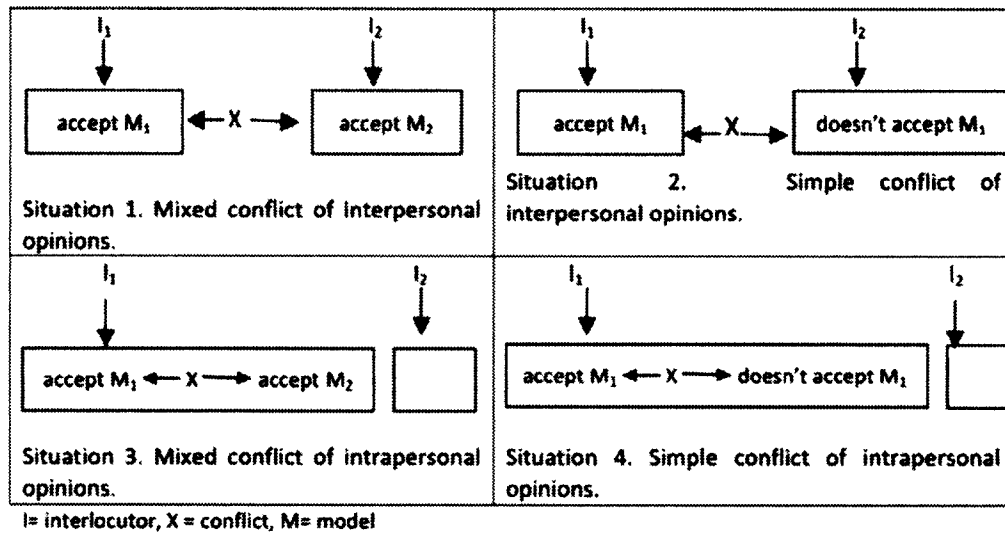 I₁ I₂
accept M₁ X accept M₂
Situation 1. Mixed conflict of interpersonal
opinions.
I₁ I₂
accept M₁ X doesn't accept M₁
Situation 2. Simple conflict of
interpersonal opinions.
I₁ I₂
accept M₁ X accept M₂
Situation 3. Mixed conflict of intrapersonal
opinions.
I₁ I₂
accept M₁ X doesn't accept M₁
Situation 4. Simple conflict of intrapersonal
opinions.
I= interlocutor, X = conflict, M= model